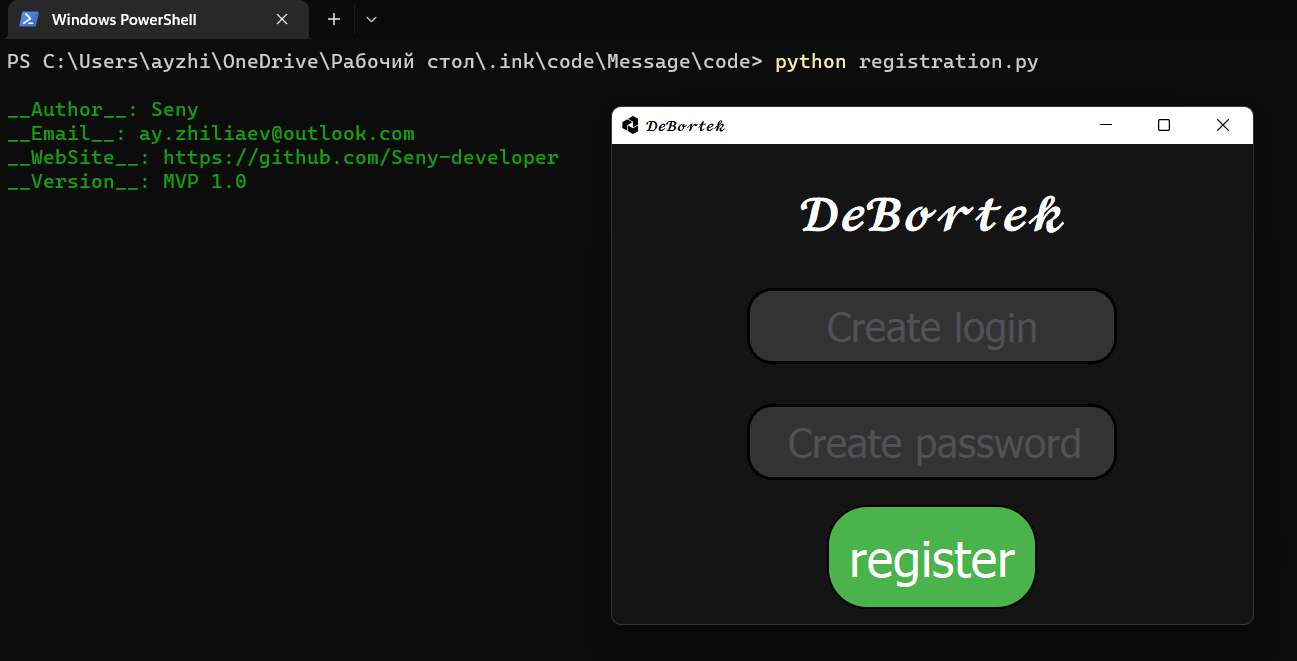 Windows PowerShell
PS C:\Users\ayzhi\OneDrive\Рабочий стол\.ink\code\Message\code> python registration.py
__Author__: Seny
__Email__: ay.zhiliaev@outlook.com
__WebSite__: https://github.com/Seny-developer
__Version__: MVP 1.0
DeBortek
DeBortek
Create login
Create password
register